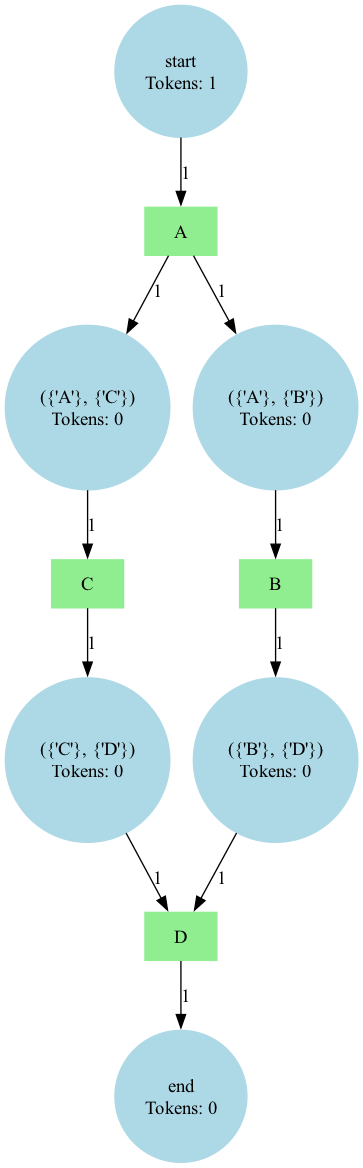 start
Tokens: 1
1
A
1
1
({'A'}, {'C'})
Tokens: 0
({'A'}, {'B'})
Tokens: 0
1
1
C
B
1
1
({'C'}, {'D'})
Tokens: 0
({'B'}, {'D'})
Tokens: 0
1
1
D
1
end
Tokens: 0